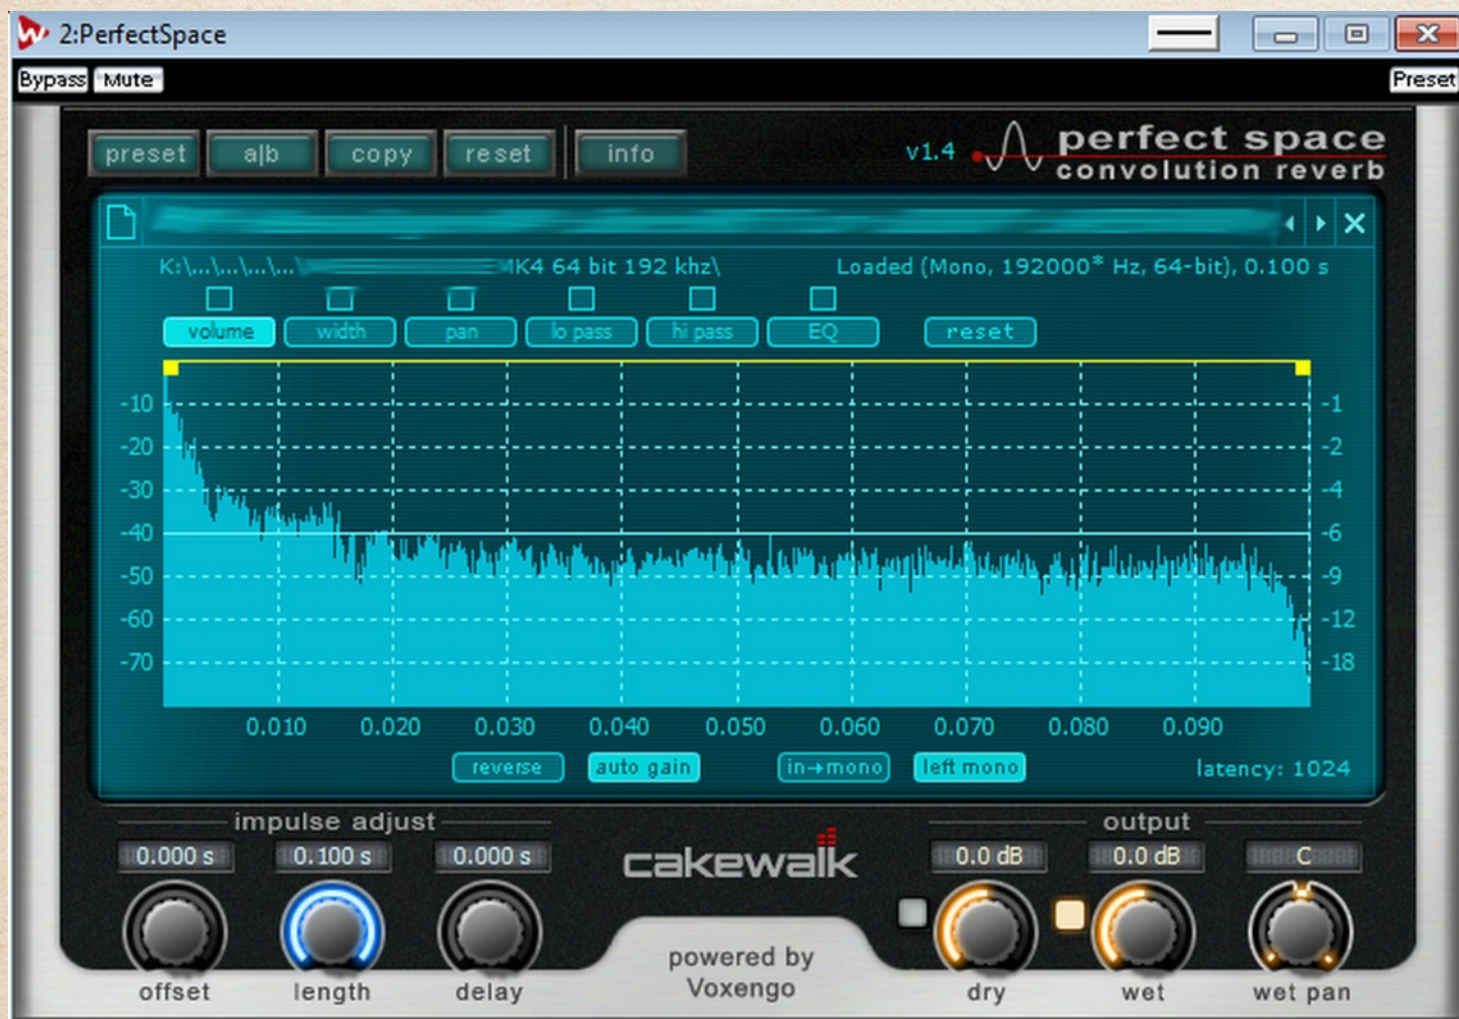 2:PerfectSpace
Bypass Mute Preset
preset a|b copy reset info v1.4 perfect space
convolution reverb
K:\...\...\...\... MK4 64 bit 192 khz\ Loaded (Mono, 192000* Hz, 64-bit), 0.100 s
volume width pan lo pass hi pass EQ reset
-10 -1
-20 -2
-30 -4
-40 -6
-50 -9
-60 -12
-70 -18
0.010 0.020 0.030 0.040 0.050 0.060 0.070 0.080 0.090
reverse auto gain in→mono left mono latency: 1024
impulse adjust output
0.000 s 0.100 s 0.000 s cakewalk 0.0 dB 0.0 dB C
powered by
Voxengo
offset length delay dry wet wet pan